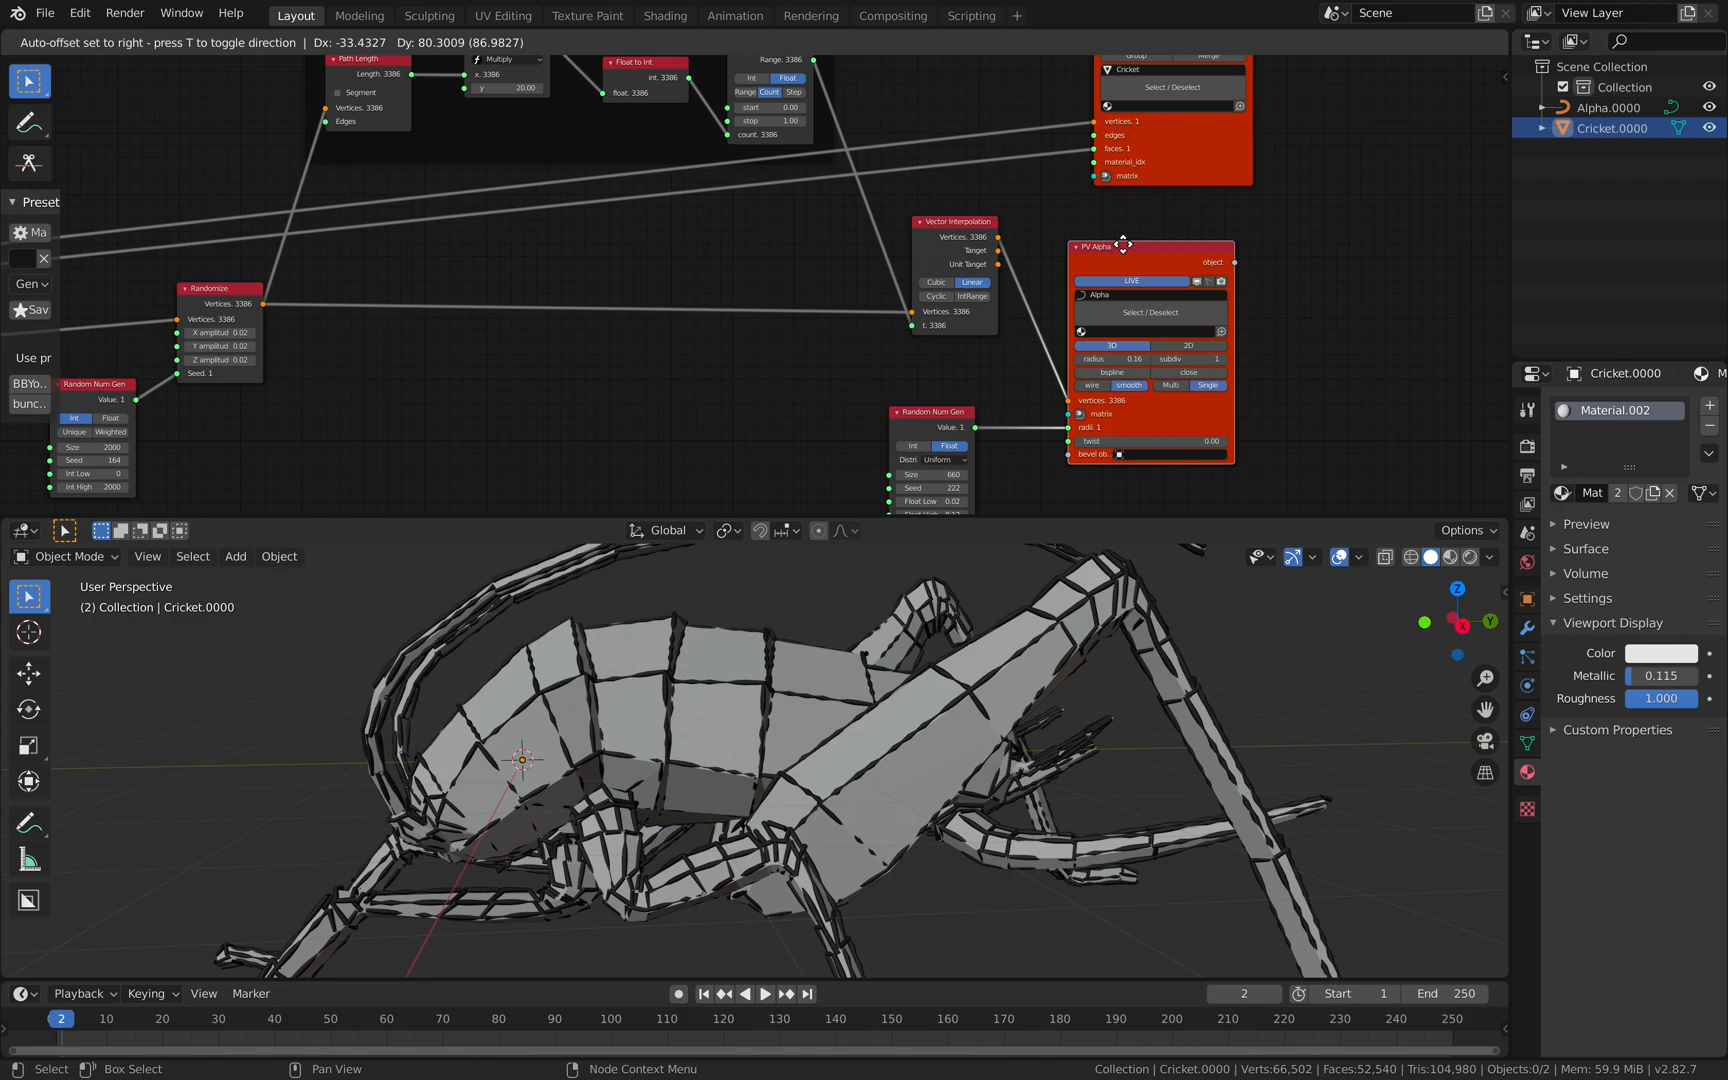 File Edit Render Window Help Layout Modeling Sculpting UV Editing Texture Paint Shading Animation Rendering Compositing Scripting + Scene View Layer
Auto-offset set to right - press T to toggle direction | Dx: -33.4327 Dy: 80.3009 (86.9827)
Scene Collection
Collection
Alpha.0000
Cricket.0000
Path Length
Length. 3386
Segment
Vertices. 3386
Edges
Multiply
x. 3386
y 20.00
Float to Int
int. 3386
float. 3386
Range. 3386
Int Float
Range Count Step
start 0.00
stop 1.00
count. 3386
Group Merge
Cricket
Select / Deselect
vertices. 1
edges
faces. 1
material_idx
matrix
Preset
Ma
Gen
Sav
Use pr
BBYo..
bunc..
Randomize
Vertices. 3386
Vertices. 3386
X amplitud 0.02
Y amplitud 0.02
Z amplitud 0.02
Seed. 1
Random Num Gen
Value. 1
Int Float
Unique Weighted
Size 2000
Seed 164
Int Low 0
Int High 2000
Vector Interpolation
Vertices. 3386
Tanget
Unit Tanget
Cubic Linear
Cyclic IntRange
Vertices. 3386
t. 3386
Random Num Gen
Value. 1
Int Float
Distri Uniform
Size 660
Seed 222
Float Low 0.02
PV Alpha
object
LIVE
Alpha
Select / Deselect
3D 2D
radius 0.16 subdiv 1
bspline close
wire smooth Multi Single
vertices. 3386
matrix
radii. 1
twist 0.00
bevel ob..
Global Options
Object Mode View Select Add Object
User Perspective
(2) Collection | Cricket.0000
Z
Y
X
Cricket.0000 M
Material.002
Mat 2
Preview
Surface
Volume
Settings
Viewport Display
Color
Metallic 0.115
Roughness 1.000
Custom Properties
Playback Keying View Marker 2 Start 1 End 250
2 10 20 30 40 50 60 70 80 90 100 110 120 130 140 150 160 170 180 190 200 210 220 230 240 250
Select Box Select Pan View Node Context Menu Collection | Cricket.0000 | Verts:66,502 | Faces:52,540 | Tris:104,980 | Objects:0/2 | Mem: 59.9 MiB | v2.82.7